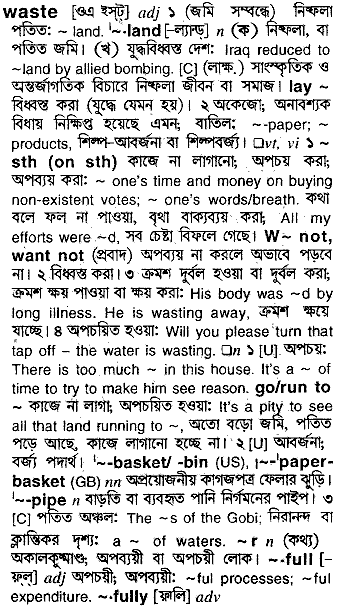 waste [ওএ ইস্‌ট্] adj ১ (জমি সম্বন্ধে) নিষ্ফলা
পতিত: ~ land. '~-land [–ল্যান্ড্] n (ক) নিষ্ফলা, বা
পতিত জমি। (খ) যুদ্ধবিধ্বস্ত দেশ: Iraq reduced to
~land by allied bombing. [C] (লাক্ষ.) সাংস্কৃতিক ও
অন্তর্জাগতিক বিচারে নিষ্ফলা জীবন বা সমাজ। lay ~
বিধ্বস্ত করা (যুদ্ধে যেমন হয়)। ২ অকেজো; অনাবশ্যক
বিধায় নিক্ষিপ্ত হয়েছে এমন; বাতিল: ~-paper; ~
products, শিল্প-আবর্জনা বা শিল্পবর্জ্য। □vt, vi ১ ~
sth (on sth) কাজে না লাগানো; অপচয় করা;
অপব্যয় করা: ~ one's time and money on buying
non-existent votes; ~ one's words/breath. কথা
বলে ফল না পাওয়া, বৃথা বাক্যব্যয় করা; All my
efforts were ~d, সব চেষ্টা বিফলে গেছে। W~ not,
want not (প্রবাদ) অপব্যয় না করলে অভাবে পড়বে
না। ২ বিধ্বস্ত করা। ৩ ক্রমশ দুর্বল হওয়া বা দুর্বল করা;
ক্রমশ ক্ষয় পাওয়া বা ক্ষয় করা: His body was ~d by
long illness. He is wasting away, ক্রমশ ক্ষয়ে
যাচ্ছে। ৪ অপচয়িত হওয়া: Will you please turn that
tap off – the water is wasting. □n ১ [U] অপচয়:
There is too much ~ in this house. It's a ~ of
time to try to make him see reason. go/run to
~ কাজে না লাগা; অপচয়িত হওয়া: It's a pity to see
all that land running to ~, অতো বড়ো জমি, পতিত
পড়ে আছে, কাজে লাগানো হচ্ছে না। ২ [U] আবর্জনা;
বর্জ্য পদার্থ। '~-basket/ -bin (US), '~-paper-
basket (GB) nn অপ্রয়োজনীয় কাগজপত্র ফেলার ঝুড়ি।
'~-pipe n বাড়তি বা ব্যবহৃত পানি নির্গমনের পাইপ। ৩
[C] পতিত অঞ্চল: The ~s of the Gobi; নিরানন্দ বা
ক্লান্তিকর দৃশ্য: a ~ of waters. ~r n (কথ্য)
অকালকুষ্মাণ্ড; অপব্যয়ী বা অপচয়ী লোক। ~-full [–
ফ়ল্] adj অপচয়ী; অপব্যয়ী: ~ful processes; ~ful
expenditure. ~-fully [ফ়ালি] adv